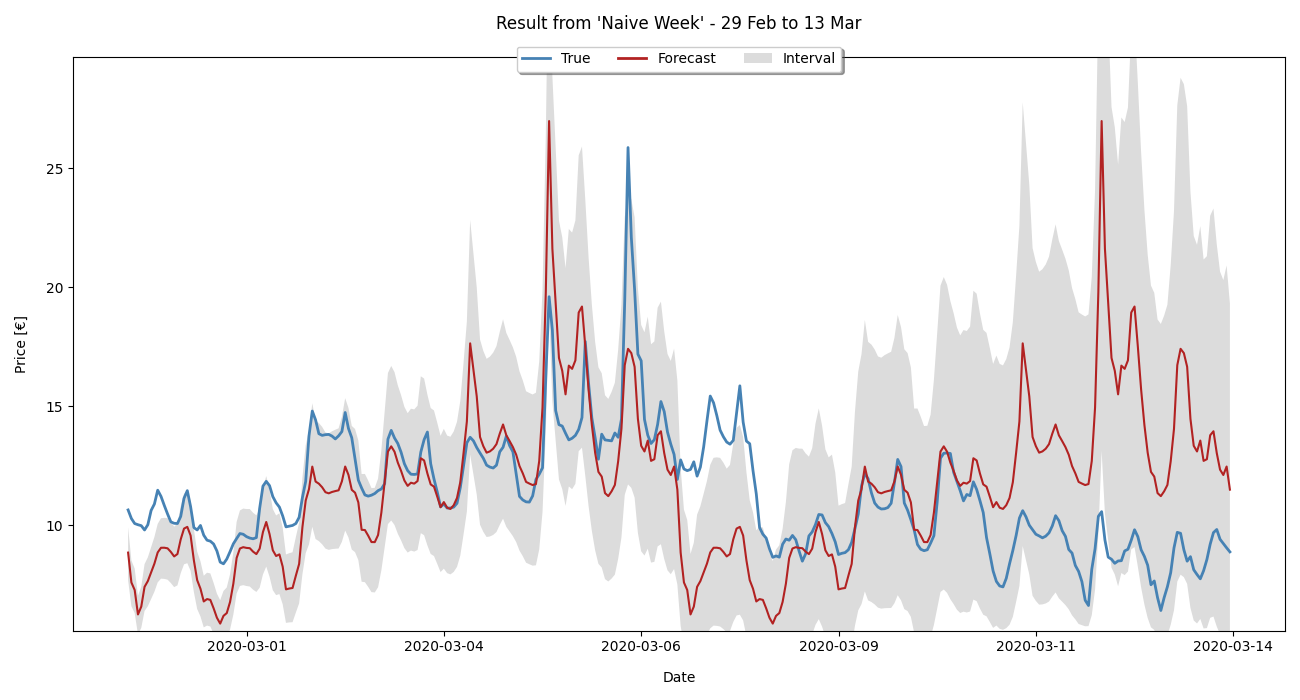 Result from 'Naive Week' - 29 Feb to 13 Mar
True Forecast Interval
25
20
15
10
Price [€]
2020-03-01 2020-03-04 2020-03-06 2020-03-09 2020-03-11 2020-03-14
Date